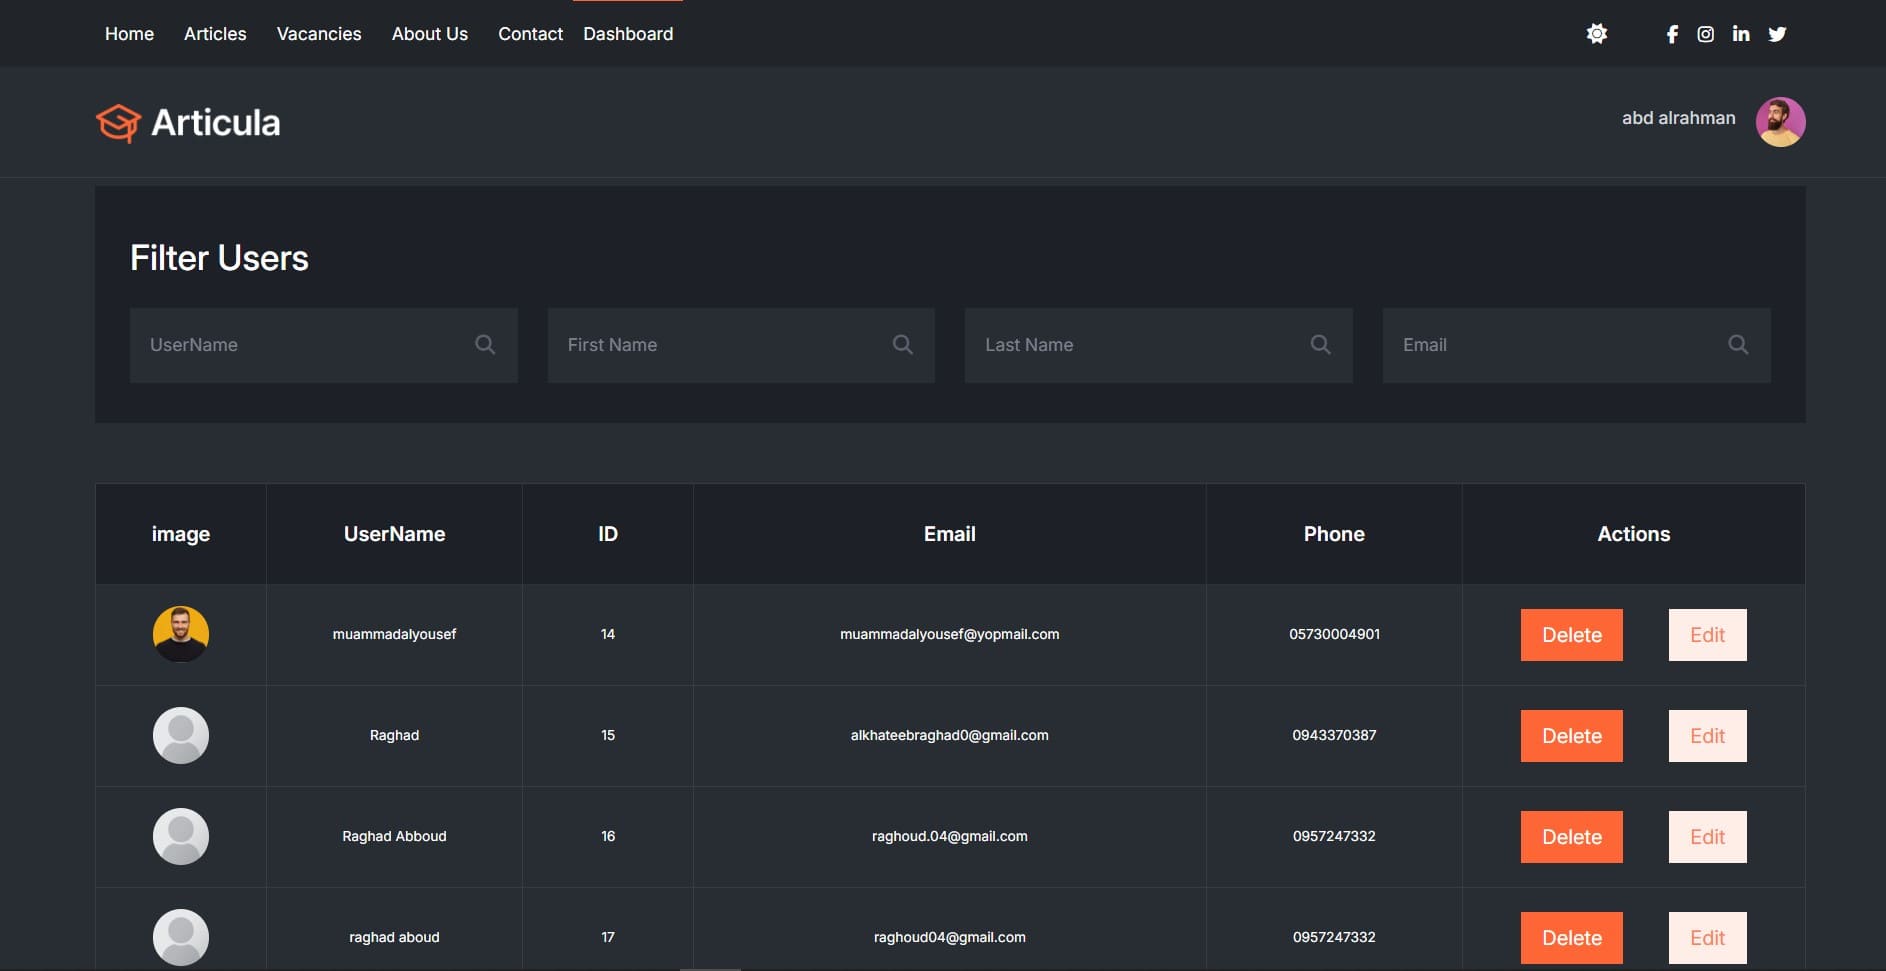 Home Articles Vacancies About Us Contact Dashboard
Articula
abd alrahman
Filter Users
UserName First Name Last Name Email
image UserName ID Email Phone Actions
muammadalyousef 14 muammadalyousef@yopmail.com 05730004901 Delete Edit
Raghad 15 alkhateebraghad0@gmail.com 0943370387 Delete Edit
Raghad Abboud 16 raghoud.04@gmail.com 0957247332 Delete Edit
raghad aboud 17 raghoud04@gmail.com 0957247332 Delete Edit